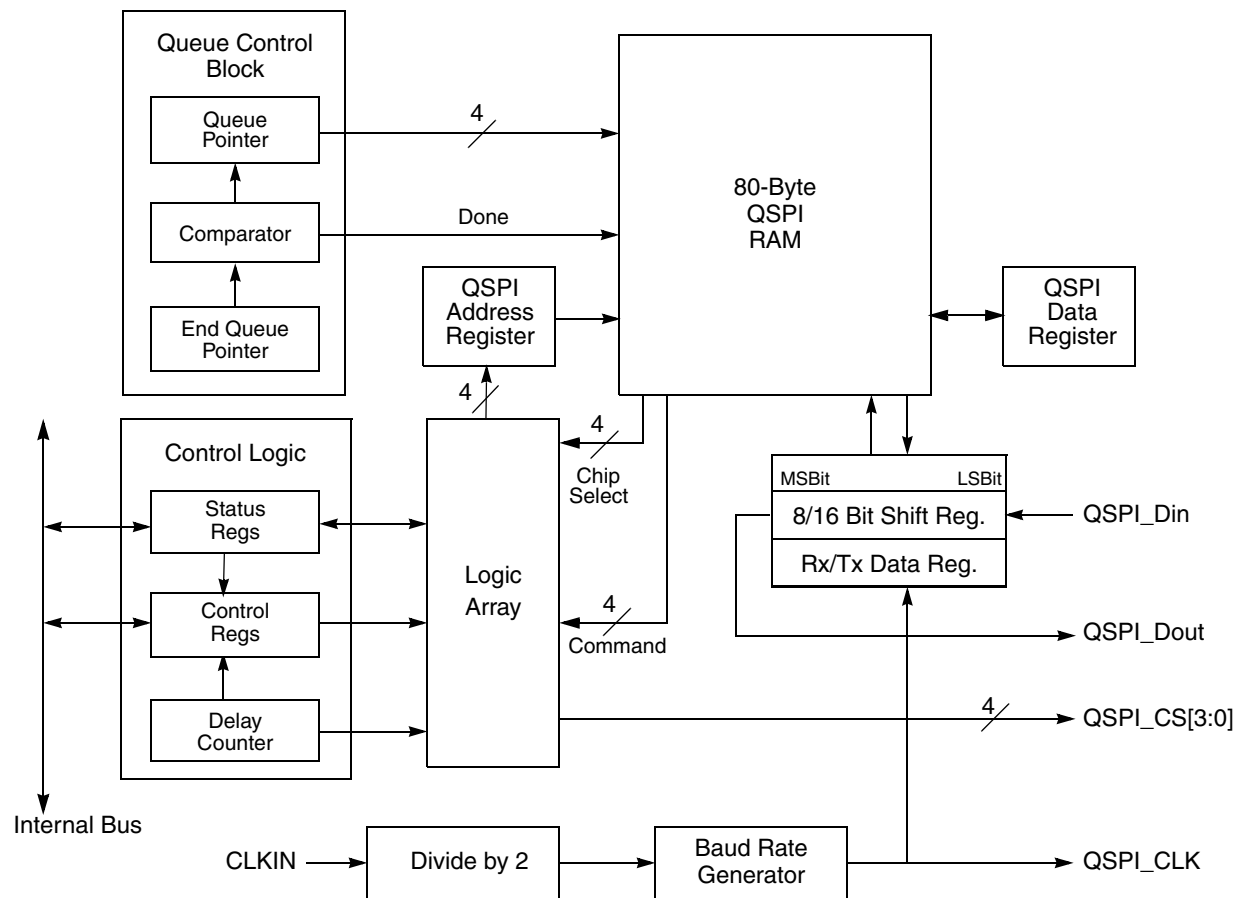 Queue Control
Block
Queue
Pointer
4
Comparator
Done
End Queue
Pointer
80-Byte
QSPI
RAM
QSPI
Address
Register
QSPI
Data
Register
4
4
Chip
Select
Control Logic
Status
Regs
Control
Regs
Delay
Counter
Logic
Array
4
Command
MSBit
LSBit
8/16 Bit Shift Reg.
Rx/Tx Data Reg.
QSPI_Din
QSPI_Dout
4
QSPI_CS[3:0]
Internal Bus
CLKIN
Divide by 2
Baud Rate
Generator
QSPI_CLK